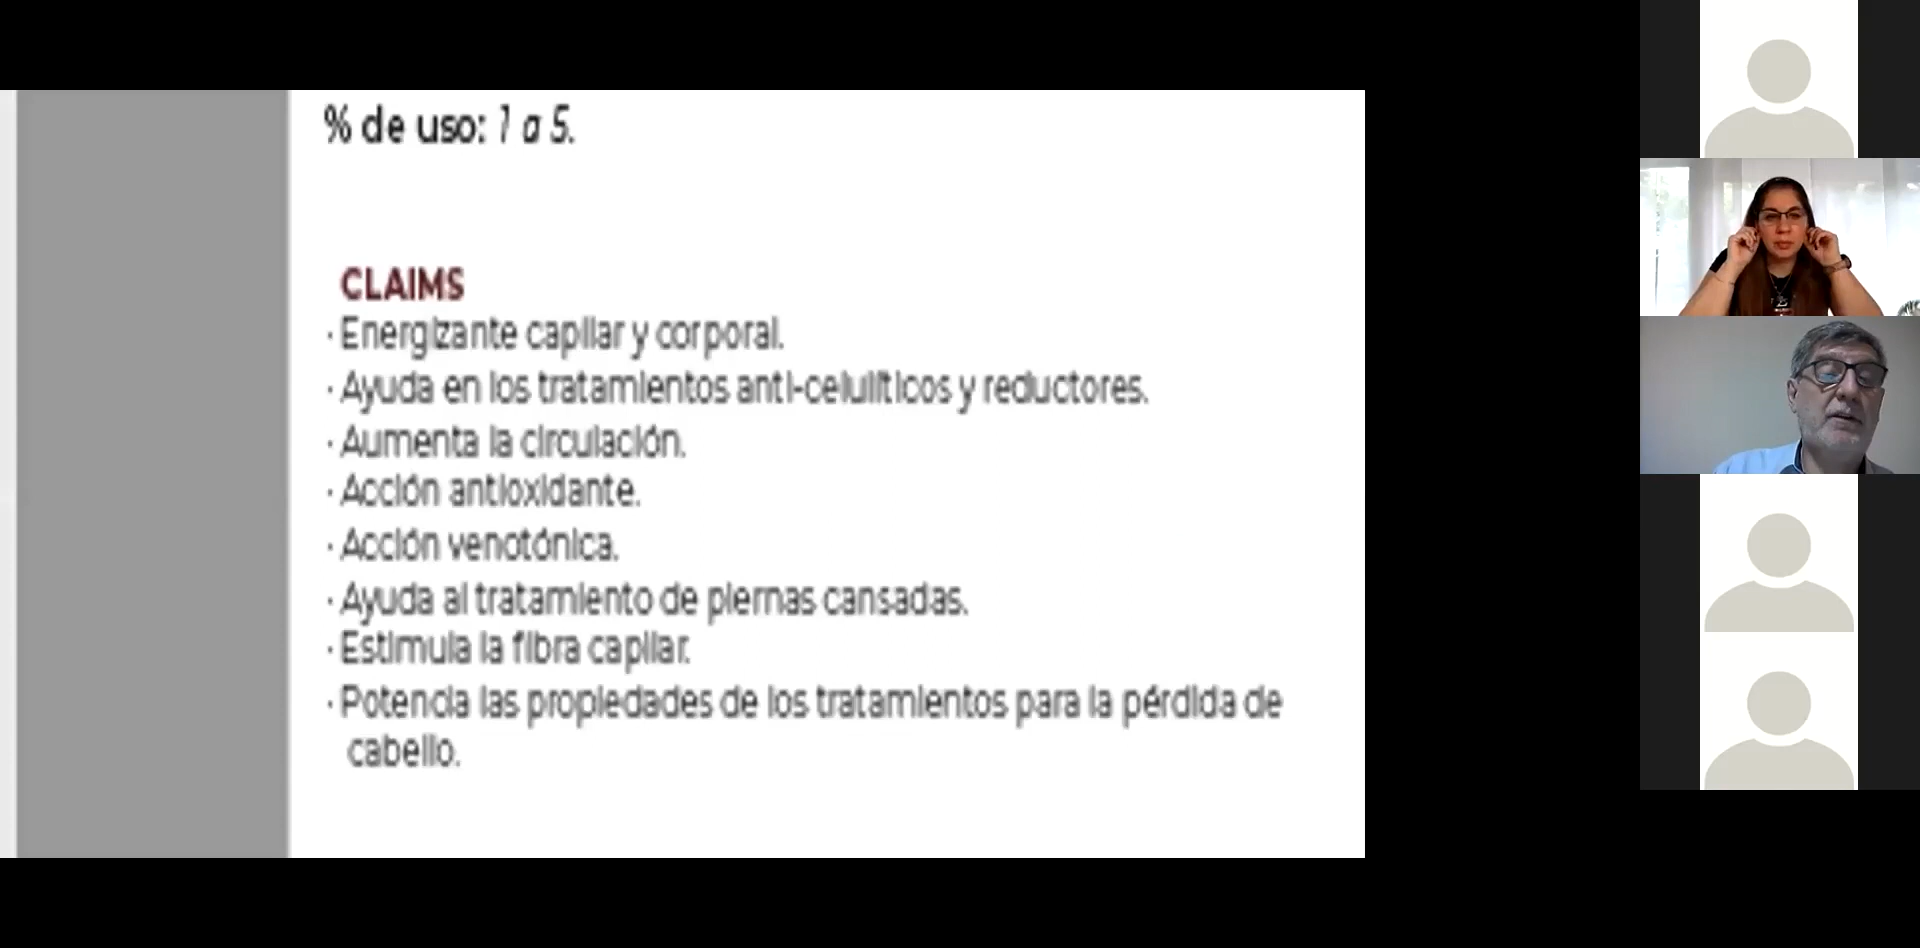 % de uso: 1 a 5.
CLAIMS
· Energizante capilar y corporal.
· Ayuda en los tratamientos anti-celulíticos y reductores.
· Aumenta la circulación.
· Acción antioxidante.
· Acción venotónica.
· Ayuda al tratamiento de piernas cansadas.
· Estimula la fibra capilar.
· Potencia las propiedades de los tratamientos para la pérdida de
cabello.